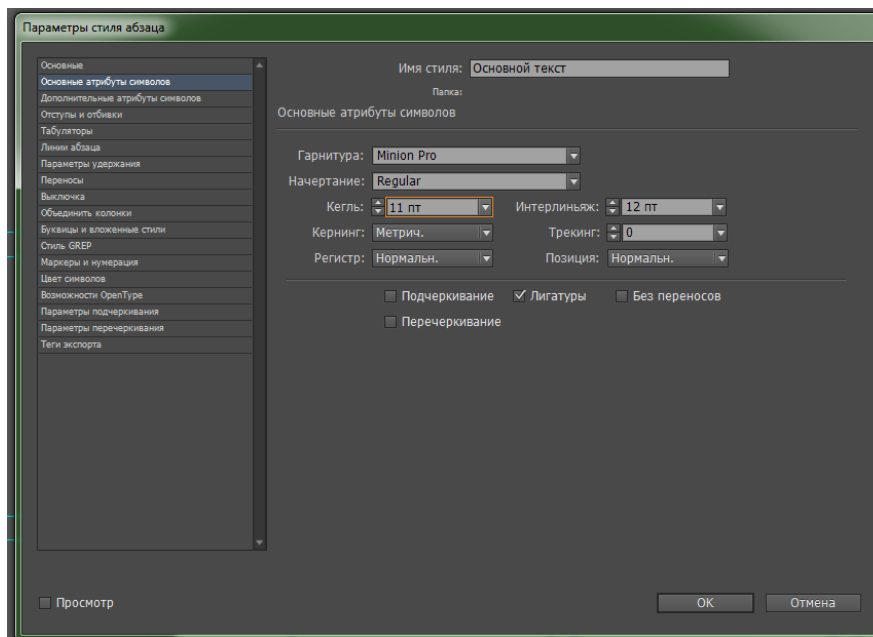 Параметры стиля абзаца
Основные
Основные атрибуты символов
Дополнительные атрибуты символов
Отступы и отбивки
Табуляторы
Линии абзаца
Параметры удержания
Переносы
Выключка
Объединить колонки
Буквицы и вложенные стили
Стиль GREP
Маркеры и нумерация
Цвет символов
Возможности OpenType
Параметры подчеркивания
Параметры перечеркивания
Теги экспорта
Имя стиля: Основной текст
Папка:
Основные атрибуты символов
Гарнитура: Minion Pro
Начертание: Regular
Кегль: 11 пт Интерлиньяж: 12 пт
Кернинг: Метрич. Трекинг: 0
Регистр: Нормальн. Позиция: Нормальн.
Подчеркивание Лигатуры Без переносов
Перечеркивание
Просмотр OK Отмена